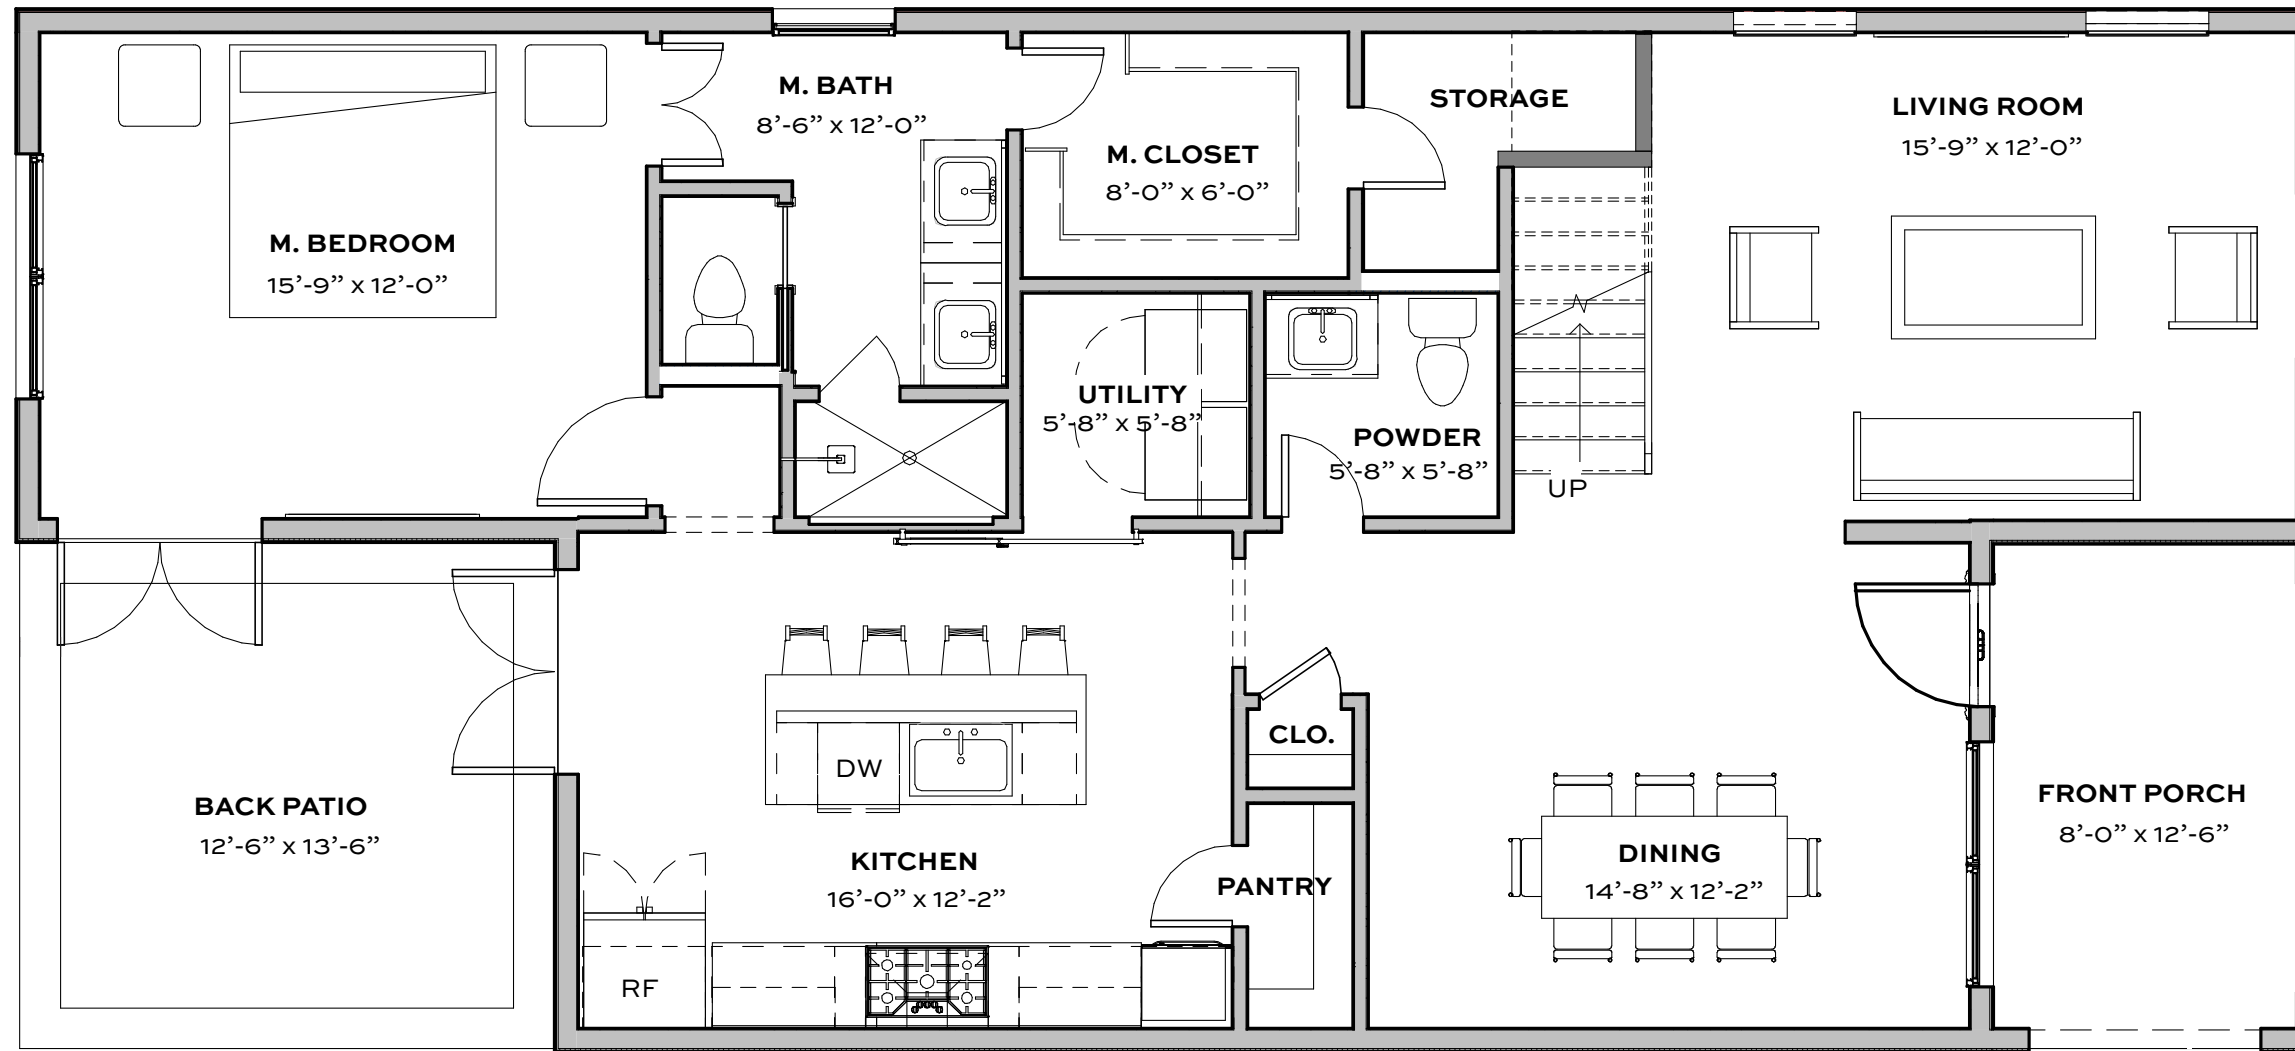 M. BATH
8'-6" x 12'-0"
STORAGE
LIVING ROOM
15'-9" x 12'-0"
M. CLOSET
8'-0" x 6'-0"
M. BEDROOM
15'-9" x 12'-0"
UTILITY
5'-8" x 5'-8"
POWDER
5'-8" x 5'-8"
UP
CLO.
DW
BACK PATIO
12'-6" x 13'-6"
KITCHEN
16'-0" x 12'-2"
PANTRY
DINING
14'-8" x 12'-2"
FRONT PORCH
8'-0" x 12'-6"
RF